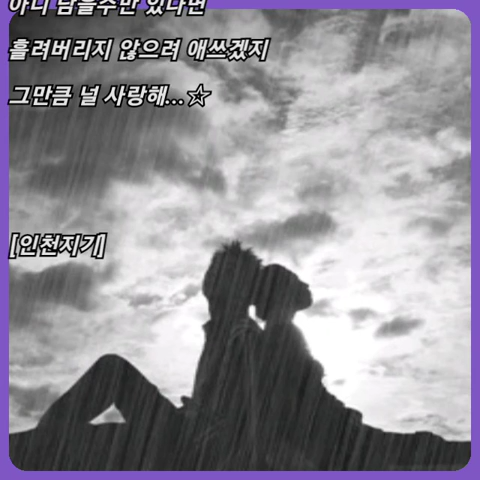 아니 담을수만 있다면
흘려버리지 않으려 애쓰겠지
그만큼 널 사랑해...☆
[인천지기]